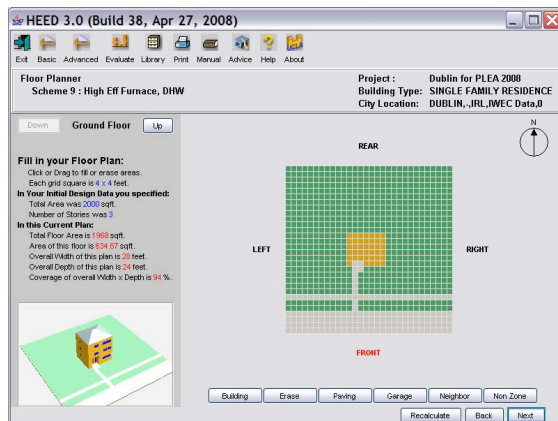 HEED 3.0 (Build 38, Apr 27, 2008)
Exit Basic Advanced Evaluate Library Print Manual Advice Help About
Floor Planner
Scheme 9 : High Eff Furnace, DHW
Project : Dublin for PLEA 2008
Building Type: SINGLE FAMILY RESIDENCE
City Location: DUBLIN,-,IRL,IWEC Data,0
Down Ground Floor Up
N
REAR
Fill in your Floor Plan:
Click or Drag to fill or erase areas.
Each grid square is 4 x 4 feet.
In Your Initial Design Data you specified:
Total Area was 2000 sqft.
Number of Stories was 3
In this Current Plan:
Total Floor Area is 1968 sqft.
Area of this floor is 634.67 sqft.
Overall Width of this plan is 28 feet.
Overall Depth of this plan is 24 feet.
Coverage of overall Width x Depth is 94 %.
LEFT
RIGHT
FRONT
Building Erase Paving Garage Neighbor Non Zone
Recalculate Back Next